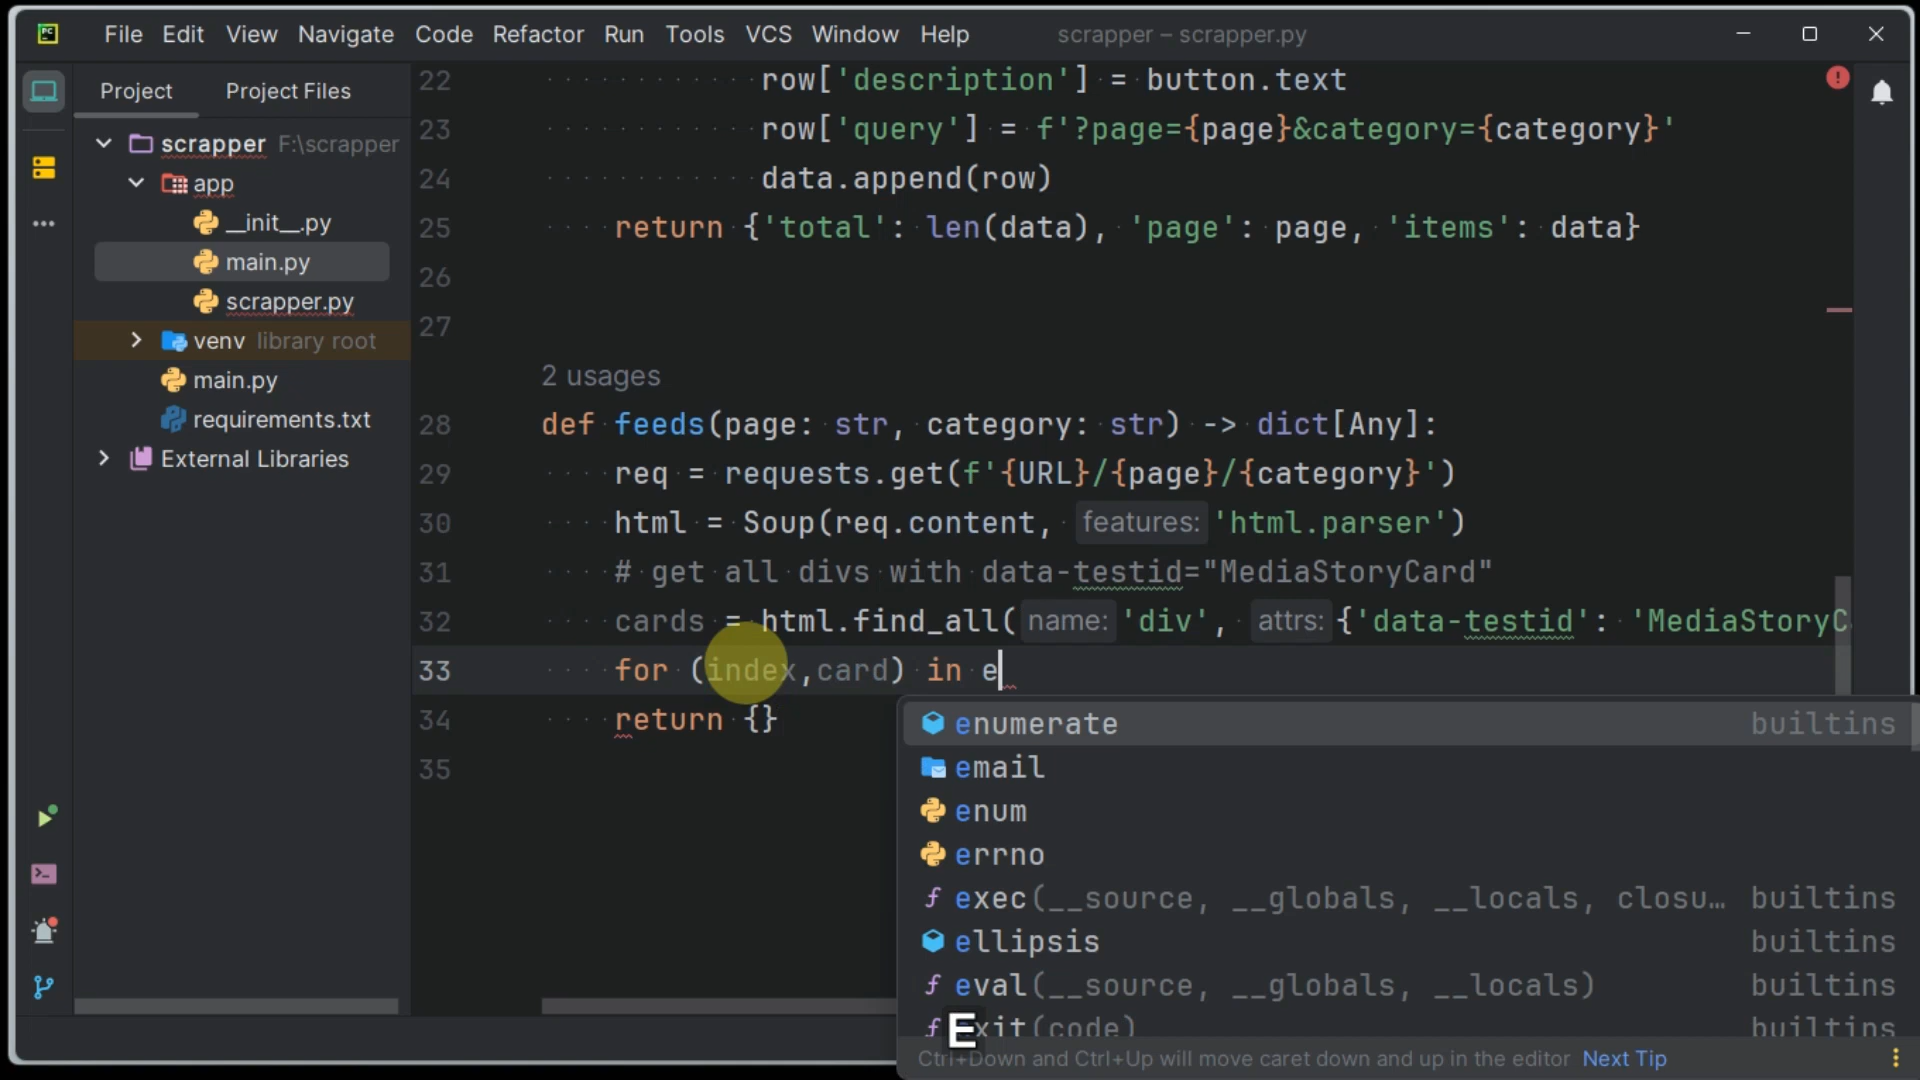 File Edit View Navigate Code Refactor Run Tools VCS Window Help scrapper – scrapper.py
Project Project Files
scrapper F:\scrapper
app
__init__.py
main.py
scrapper.py
venv library root
main.py
requirements.txt
External Libraries
22 row['description'] = button.text
23 row['query'] = f'?page={page}&category={category}'
24 data.append(row)
25 return {'total': len(data), 'page': page, 'items': data}
26
27
2 usages
28 def feeds(page: str, category: str) -> dict[Any]:
29 req = requests.get(f'{URL}/{page}/{category}')
30 html = Soup(req.content, features: 'html.parser')
31 # get all divs with data-testid="MediaStoryCard"
32 cards = html.find_all( name: 'div', attrs: {'data-testid': 'MediaStoryC
33 for (index,card) in e
34 return {}
35
enumerate builtins
email
enum
errno
exec(__source, __globals, __locals, closu… builtins
ellipsis builtins
eval(__source, __globals, __locals) builtins
exit(code) builtins
E
Ctrl+Down and Ctrl+Up will move caret down and up in the editor Next Tip